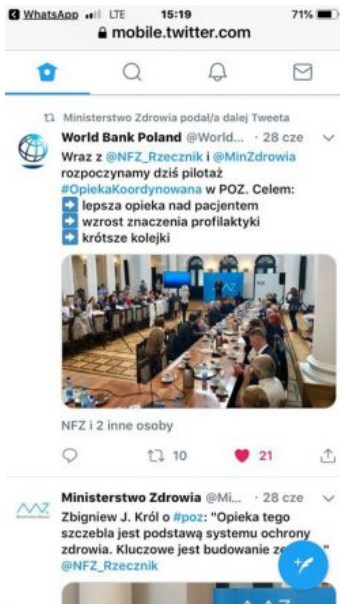 WhatsApp LTE 15:19 71%
mobile.twitter.com
Ministerstwo Zdrowia podał/a dalej Tweeta
World Bank Poland @World... · 28 cze
Wraz z @NFZ_Rzecznik i @MinZdrowia
rozpoczynamy dziś pilotaż
#OpiekaKoordynowana w POZ. Celem:
lepsza opieka nad pacjentem
wzrost znaczenia profilaktyki
krótsze kolejki
NFZ i 2 inne osoby
10 21
Ministerstwo Zdrowia @Mi... · 28 cze
Zbigniew J. Król o #poz: "Opieka tego
szczebla jest podstawą systemu ochrony
zdrowia. Kluczowe jest budowanie
@NFZ_Rzecznik